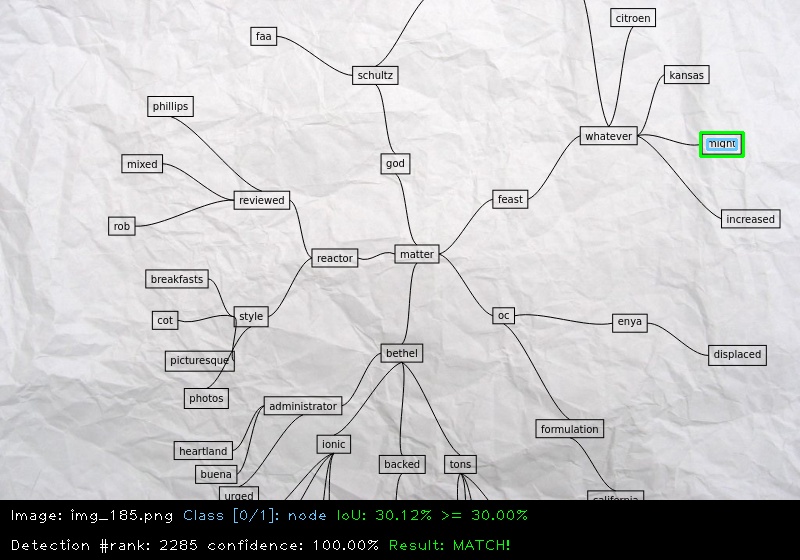 citroen
faa
schultz
kansas
phillips
whatever
might
mixed
god
reviewed
feast
increased
rob
matter
reactor
breakfasts
oc
style
cot
enya
bethel
displaced
picturesque
photos
administrator
formulation
ionic
heartland
backed
tons
buena
urged
california
Image: img_185.png Class [0/1]: node IoU: 30.12% >= 30.00%
Detection #rank: 2285 confidence: 100.00% Result: MATCH!